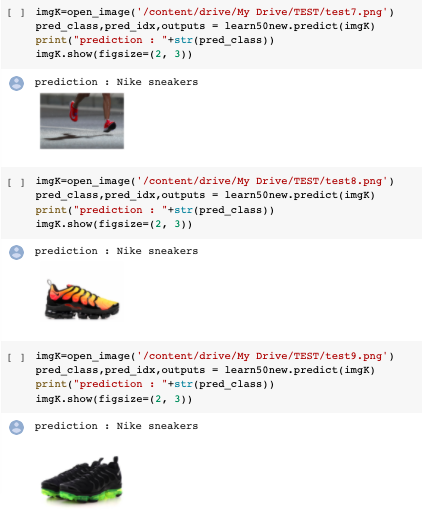 [ ] imgK=open_image('/content/drive/My Drive/TEST/test7.png')
pred_class,pred_idx,outputs = learn50new.predict(imgK)
print("prediction : "+str(pred_class))
imgK.show(figsize=(2, 3))
prediction : Nike sneakers
[ ] imgK=open_image('/content/drive/My Drive/TEST/test8.png')
pred_class,pred_idx,outputs = learn50new.predict(imgK)
print("prediction : "+str(pred_class))
imgK.show(figsize=(2, 3))
prediction : Nike sneakers
[ ] imgK=open_image('/content/drive/My Drive/TEST/test9.png')
pred_class,pred_idx,outputs = learn50new.predict(imgK)
print("prediction : "+str(pred_class))
imgK.show(figsize=(2, 3))
prediction : Nike sneakers